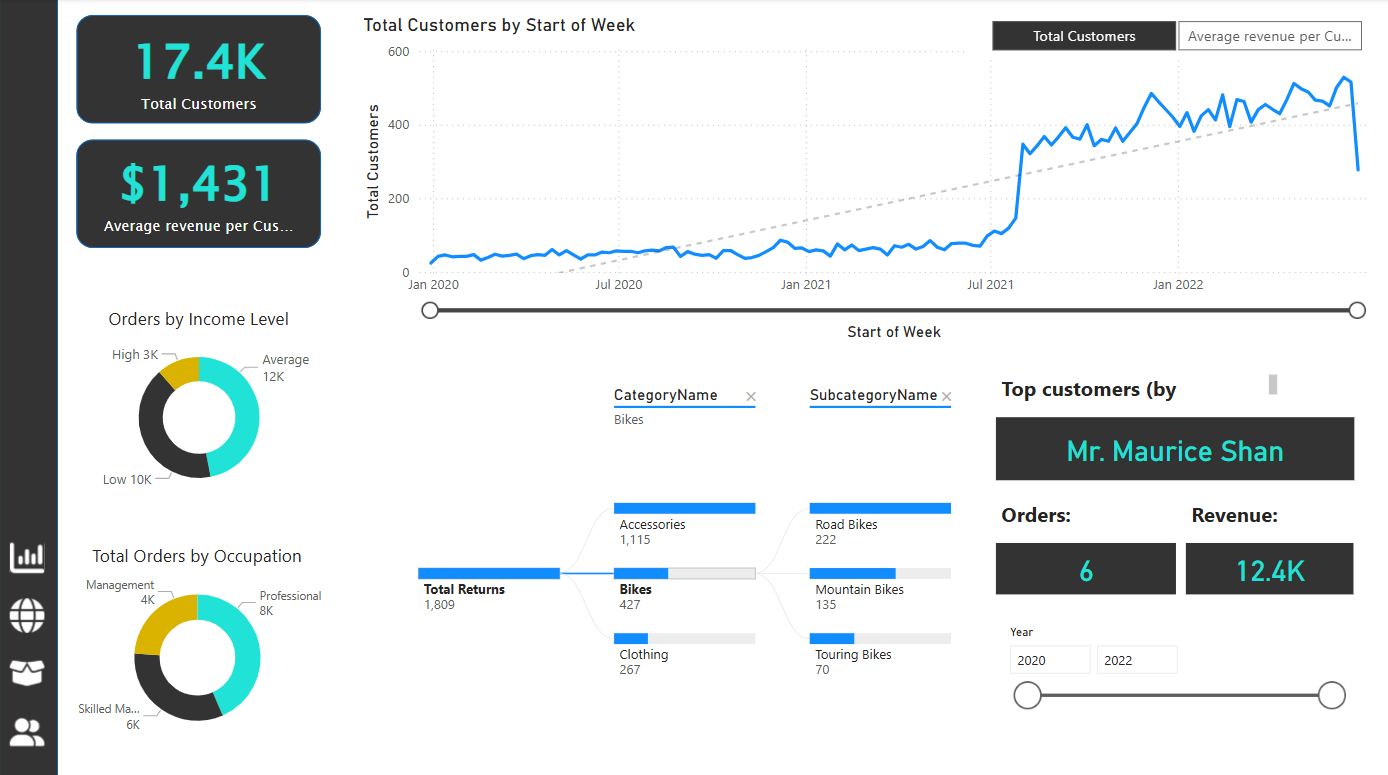 17.4K
Total Customers
$1,431
Average revenue per Cus...
Total Customers by Start of Week
Total Customers
Average revenue per Cu...
Total Customers
600
400
200
0
Jan 2020
Jul 2020
Jan 2021
Jul 2021
Jan 2022
Start of Week
Orders by Income Level
High 3K
Average
12K
Low 10K
Total Orders by Occupation
Management
4K
Professional
8K
Skilled Ma...
6K
CategoryName
Bikes
SubcategoryName
Total Returns
1,809
Accessories
1,115
Bikes
427
Clothing
267
Road Bikes
222
Mountain Bikes
135
Touring Bikes
70
Top customers (by
Mr. Maurice Shan
Orders:
Revenue:
6
12.4K
Year
2020
2022